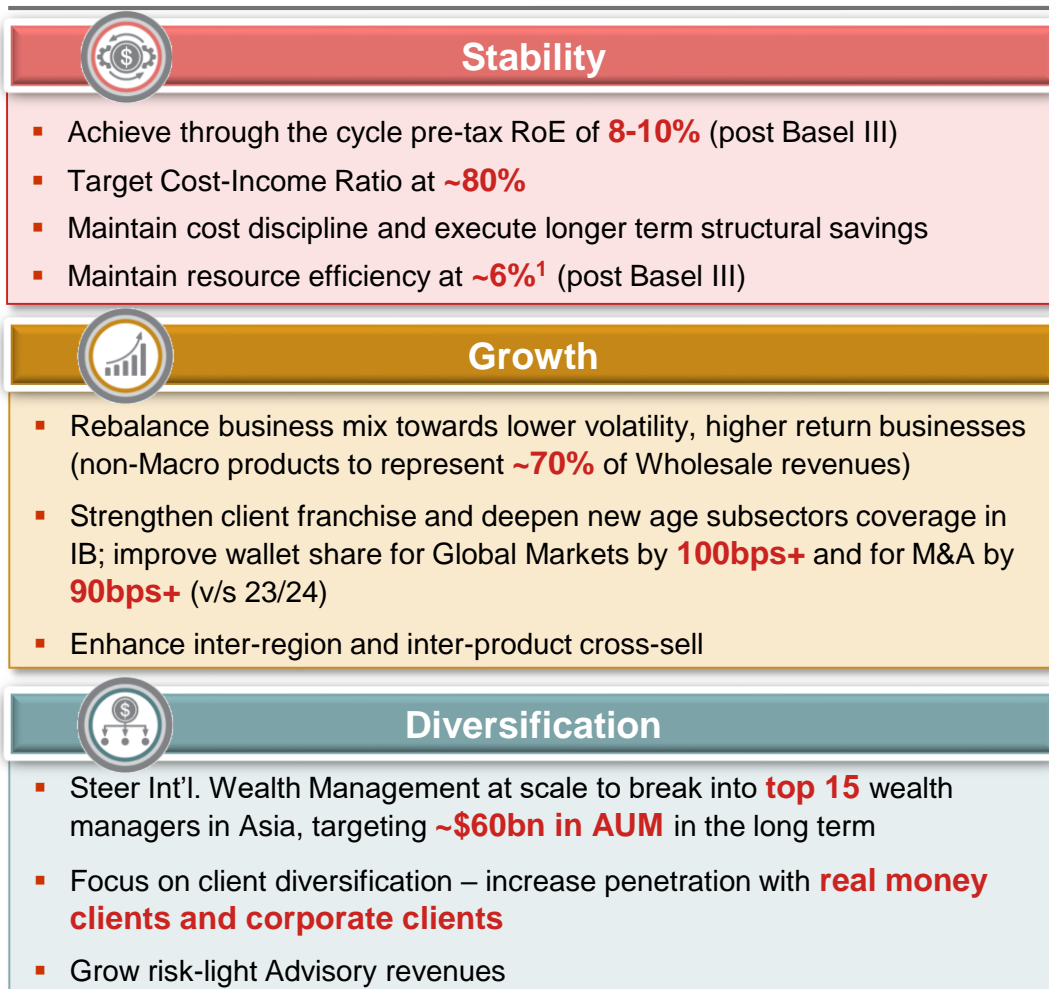 Stability
▪ Achieve through the cycle pre-tax RoE of 8-10% (post Basel III)
▪ Target Cost-Income Ratio at ~80%
▪ Maintain cost discipline and execute longer term structural savings
▪ Maintain resource efficiency at ~6%¹ (post Basel III)
Growth
▪ Rebalance business mix towards lower volatility, higher return businesses
(non-Macro products to represent ~70% of Wholesale revenues)
▪ Strengthen client franchise and deepen new age subsectors coverage in
IB; improve wallet share for Global Markets by 100bps+ and for M&A by
90bps+ (v/s 23/24)
▪ Enhance inter-region and inter-product cross-sell
Diversification
▪ Steer Int’l. Wealth Management at scale to break into top 15 wealth
managers in Asia, targeting ~$60bn in AUM in the long term
▪ Focus on client diversification – increase penetration with real money
clients and corporate clients
▪ Grow risk-light Advisory revenues